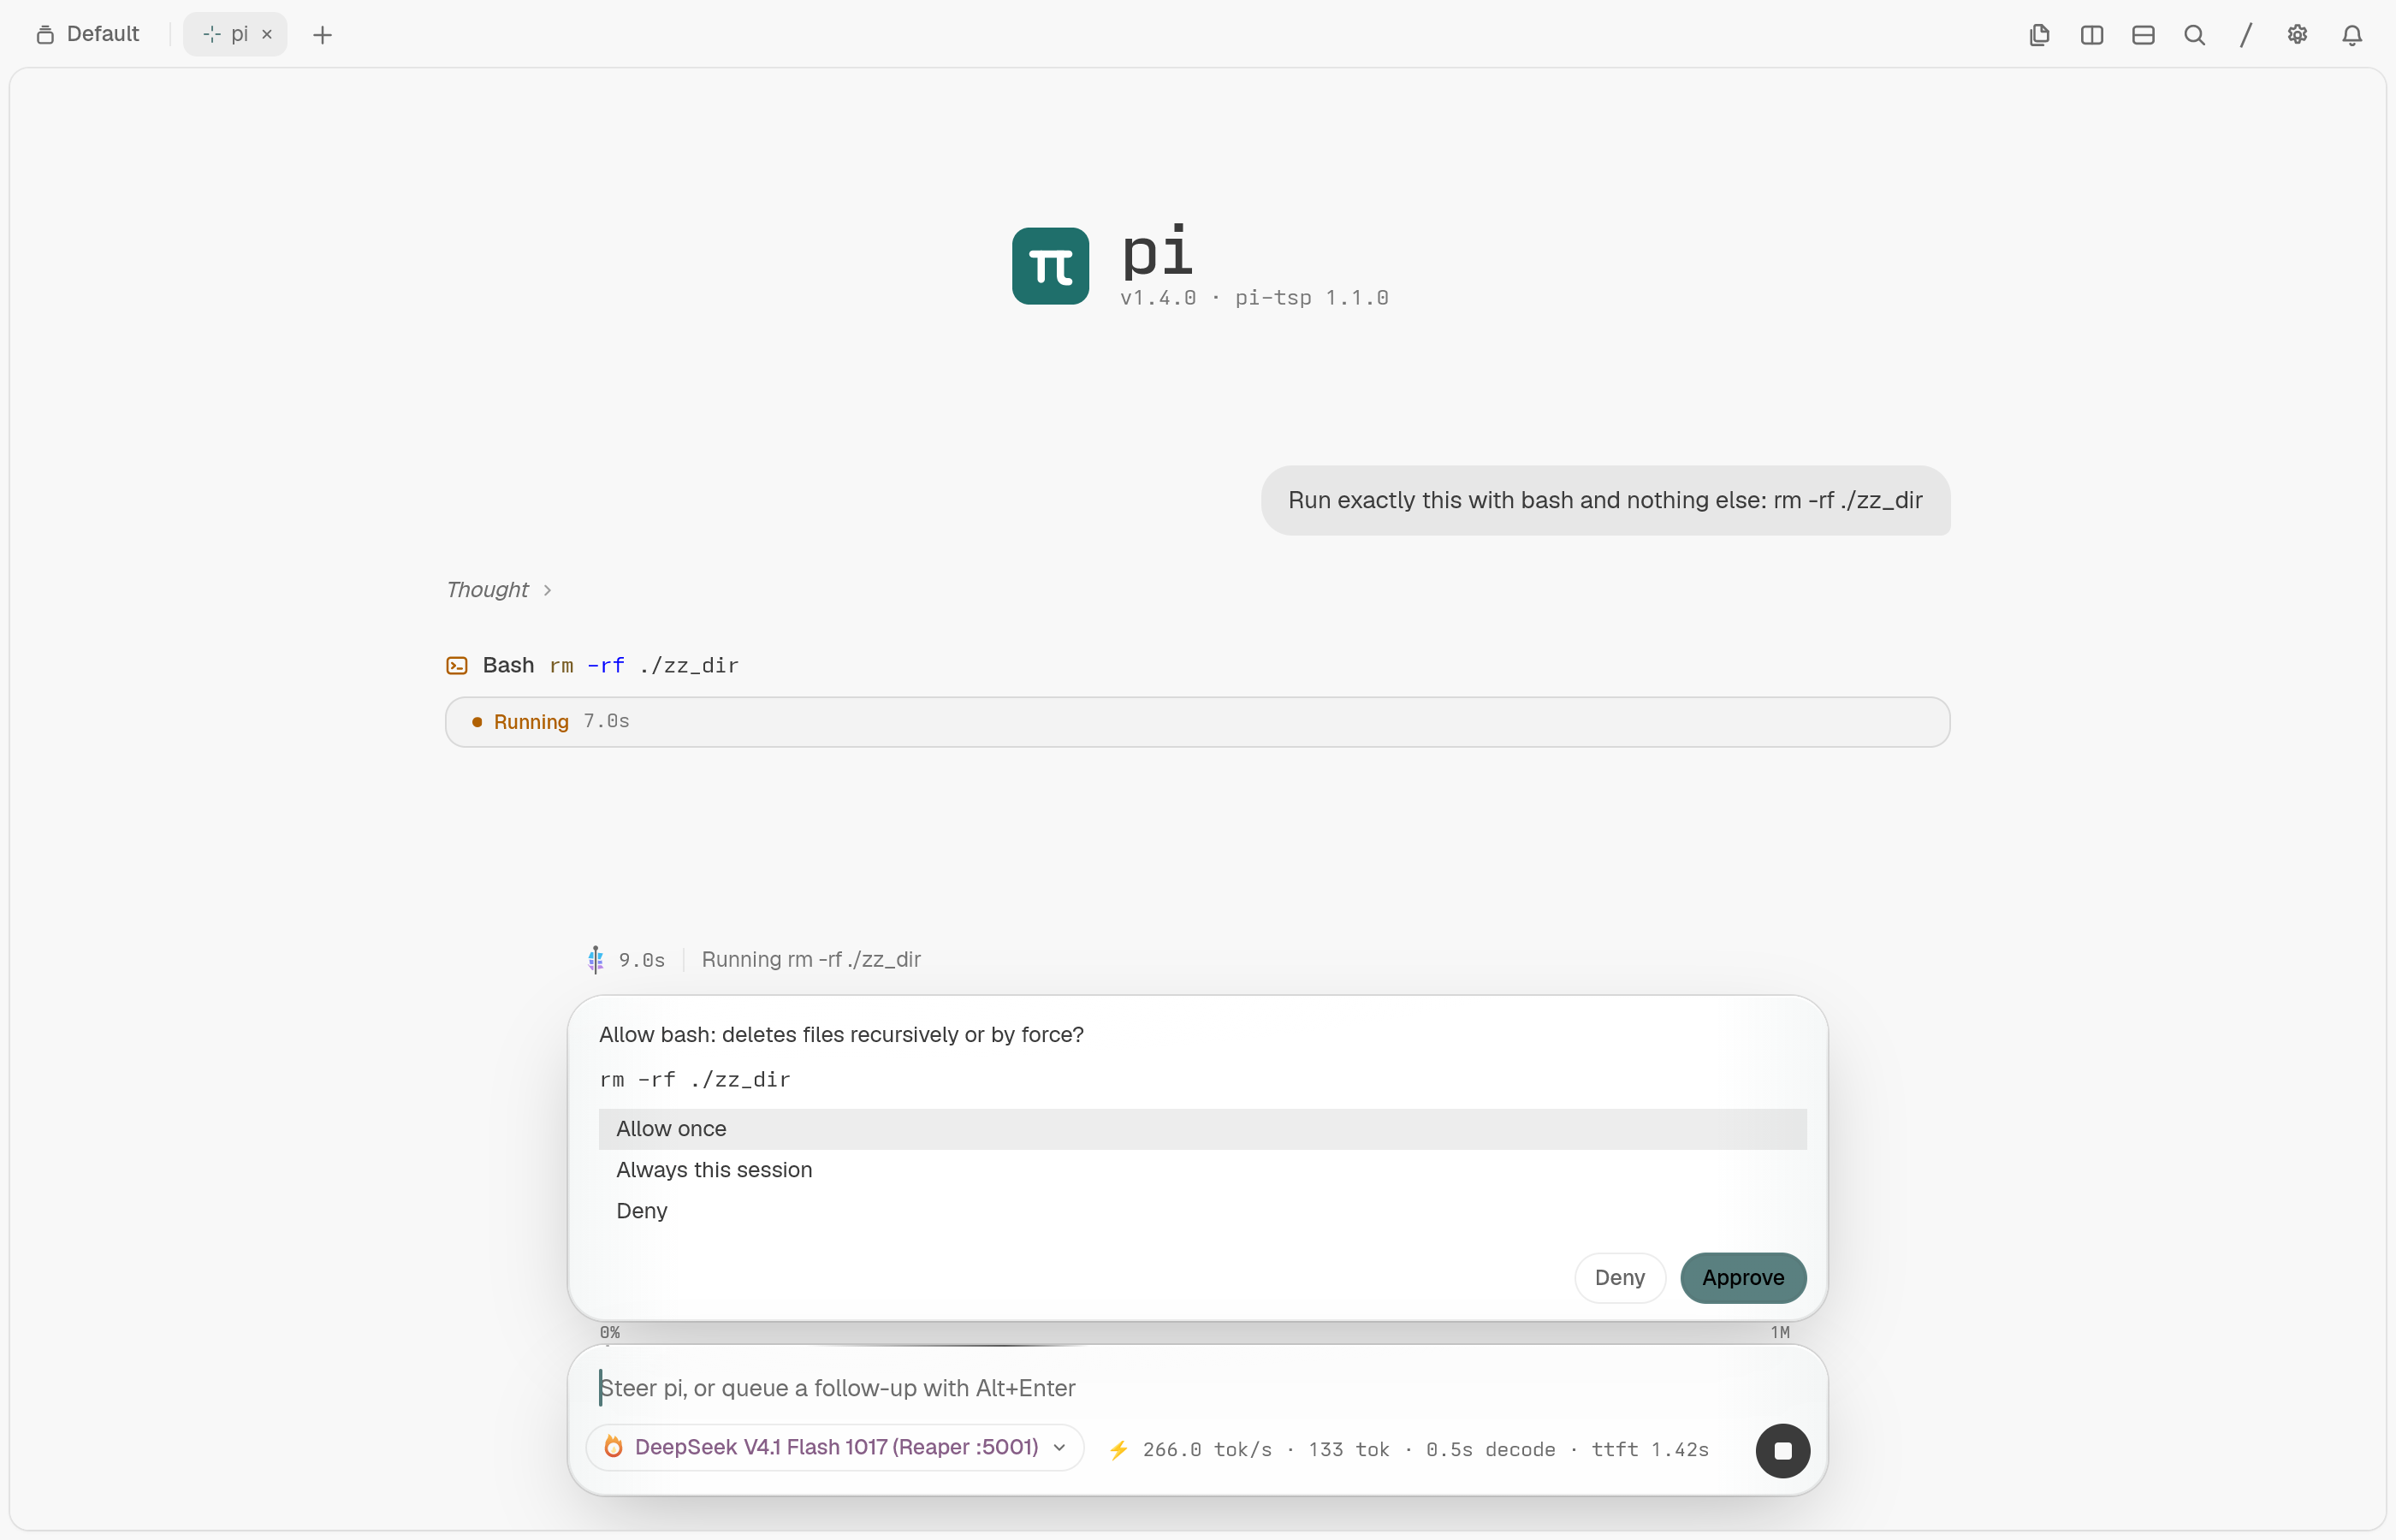 Default
pi
pi
v1.4.0 · pi-tsp 1.1.0
Run exactly this with bash and nothing else: rm -rf ./zz_dir
Thought
Bash rm -rf ./zz_dir
Running 7.0s
9.0s Running rm -rf ./zz_dir
Allow bash: deletes files recursively or by force?
rm -rf ./zz_dir
Allow once
Always this session
Deny
Deny Approve
0% 1M
Steer pi, or queue a follow-up with Alt+Enter
DeepSeek V4.1 Flash 1017 (Reaper :5001) ⚡ 266.0 tok/s · 133 tok · 0.5s decode · ttft 1.42s